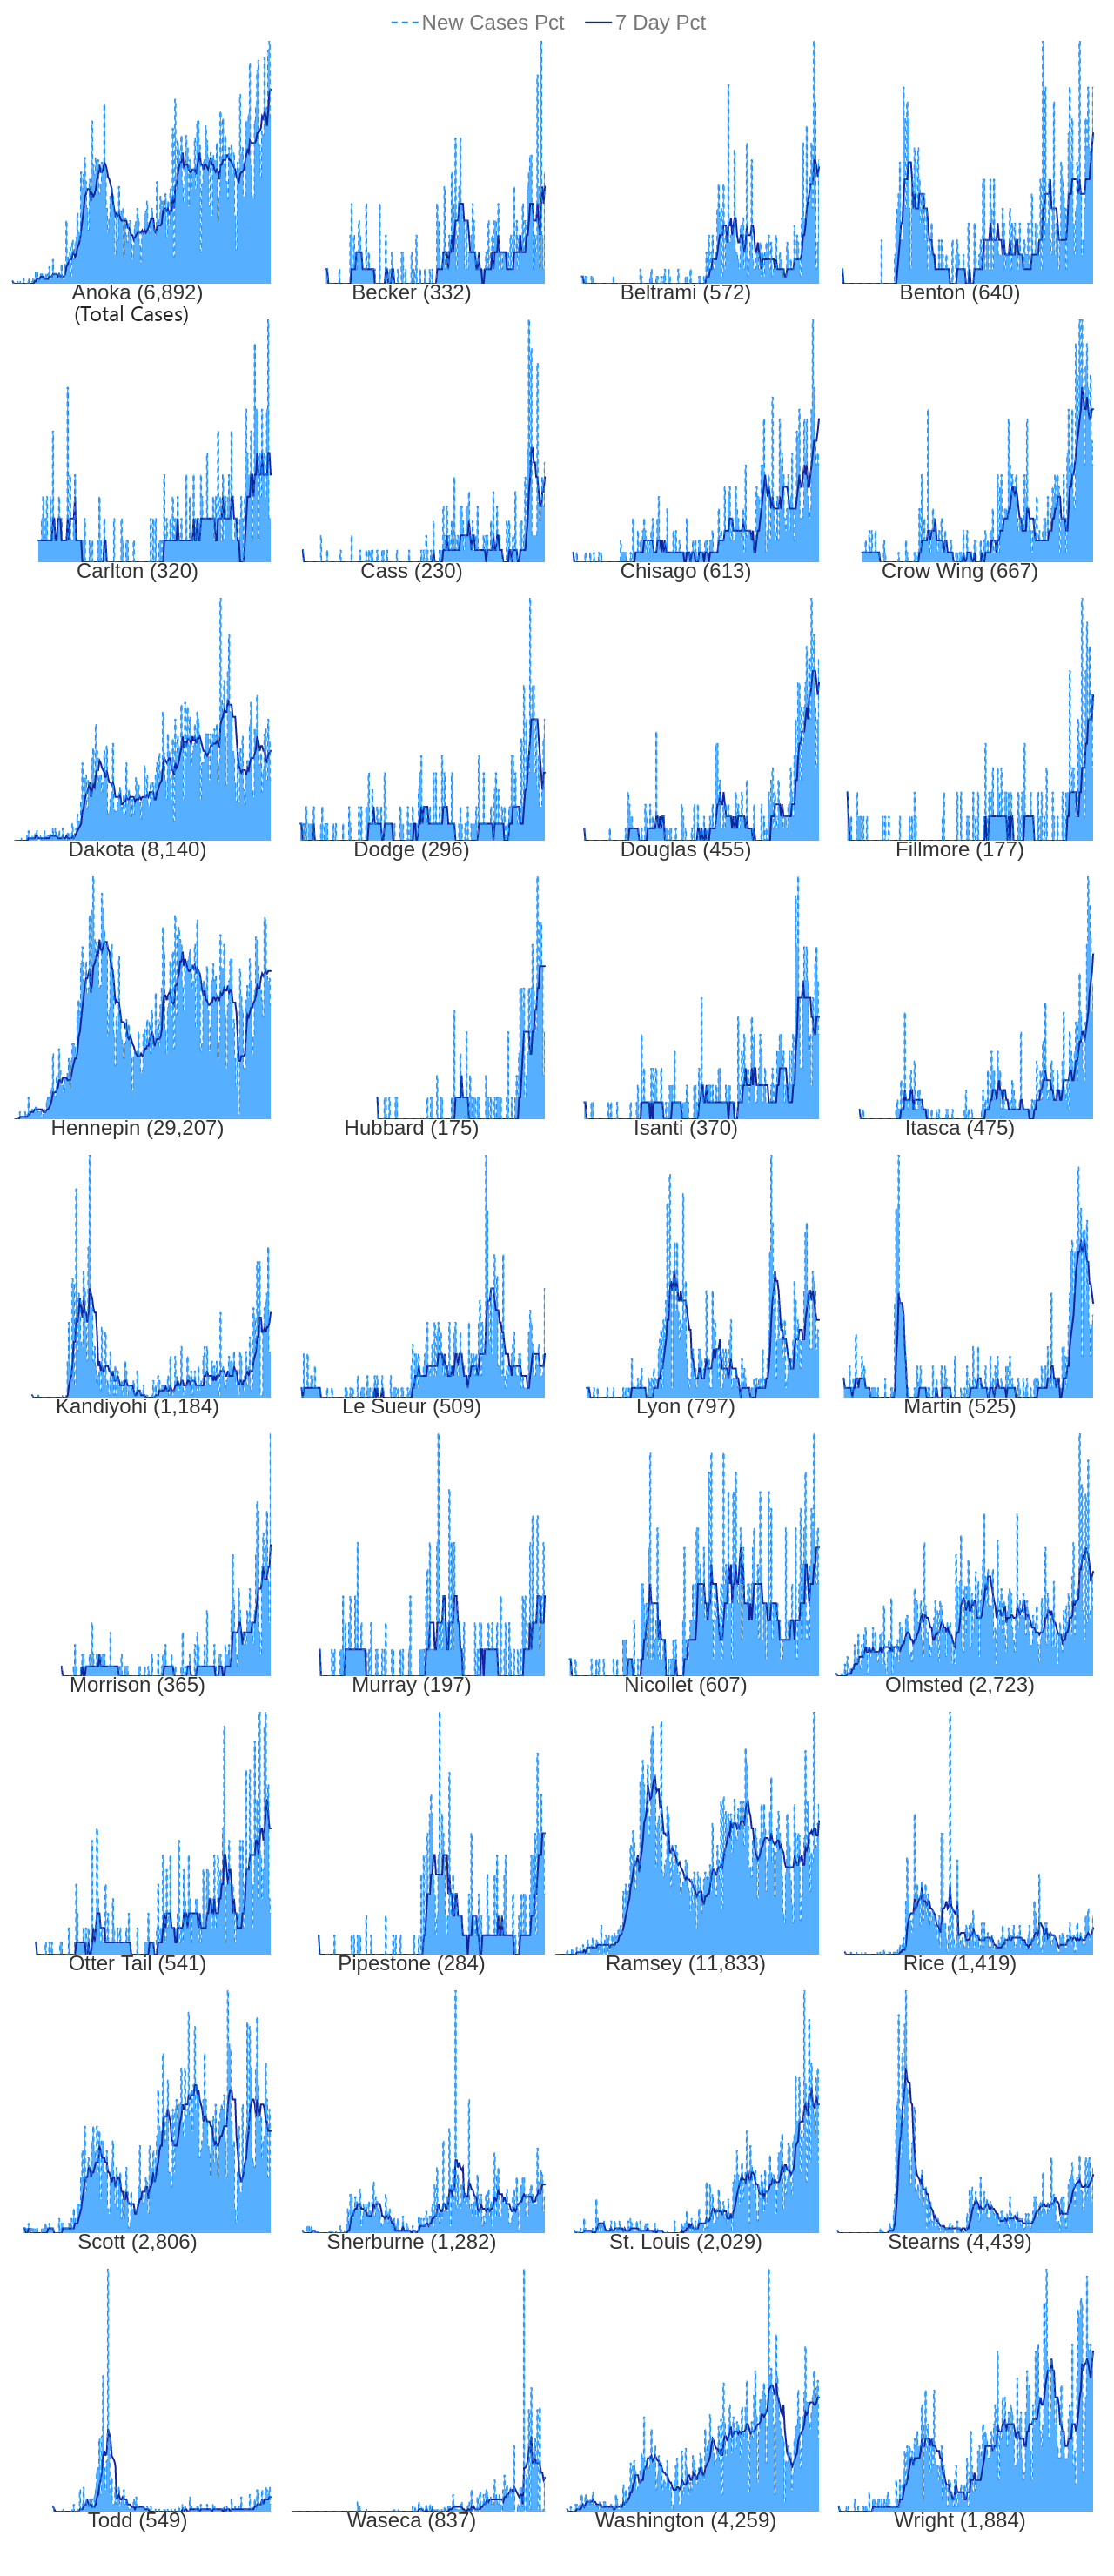 New Cases Pct 7 Day Pct
Anoka (6,892) Becker (332) Beltrami (572) Benton (640)
(Total Cases)
Carlton (320) Cass (230) Chisago (613) Crow Wing (667)
Dakota (8,140) Dodge (296) Douglas (455) Fillmore (177)
Hennepin (29,207) Hubbard (175) Isanti (370) Itasca (475)
Kandiyohi (1,184) Le Sueur (509) Lyon (797) Martin (525)
Morrison (365) Murray (197) Nicollet (607) Olmsted (2,723)
Otter Tail (541) Pipestone (284) Ramsey (11,833) Rice (1,419)
Scott (2,806) Sherburne (1,282) St. Louis (2,029) Stearns (4,439)
Todd (549) Waseca (837) Washington (4,259) Wright (1,884)